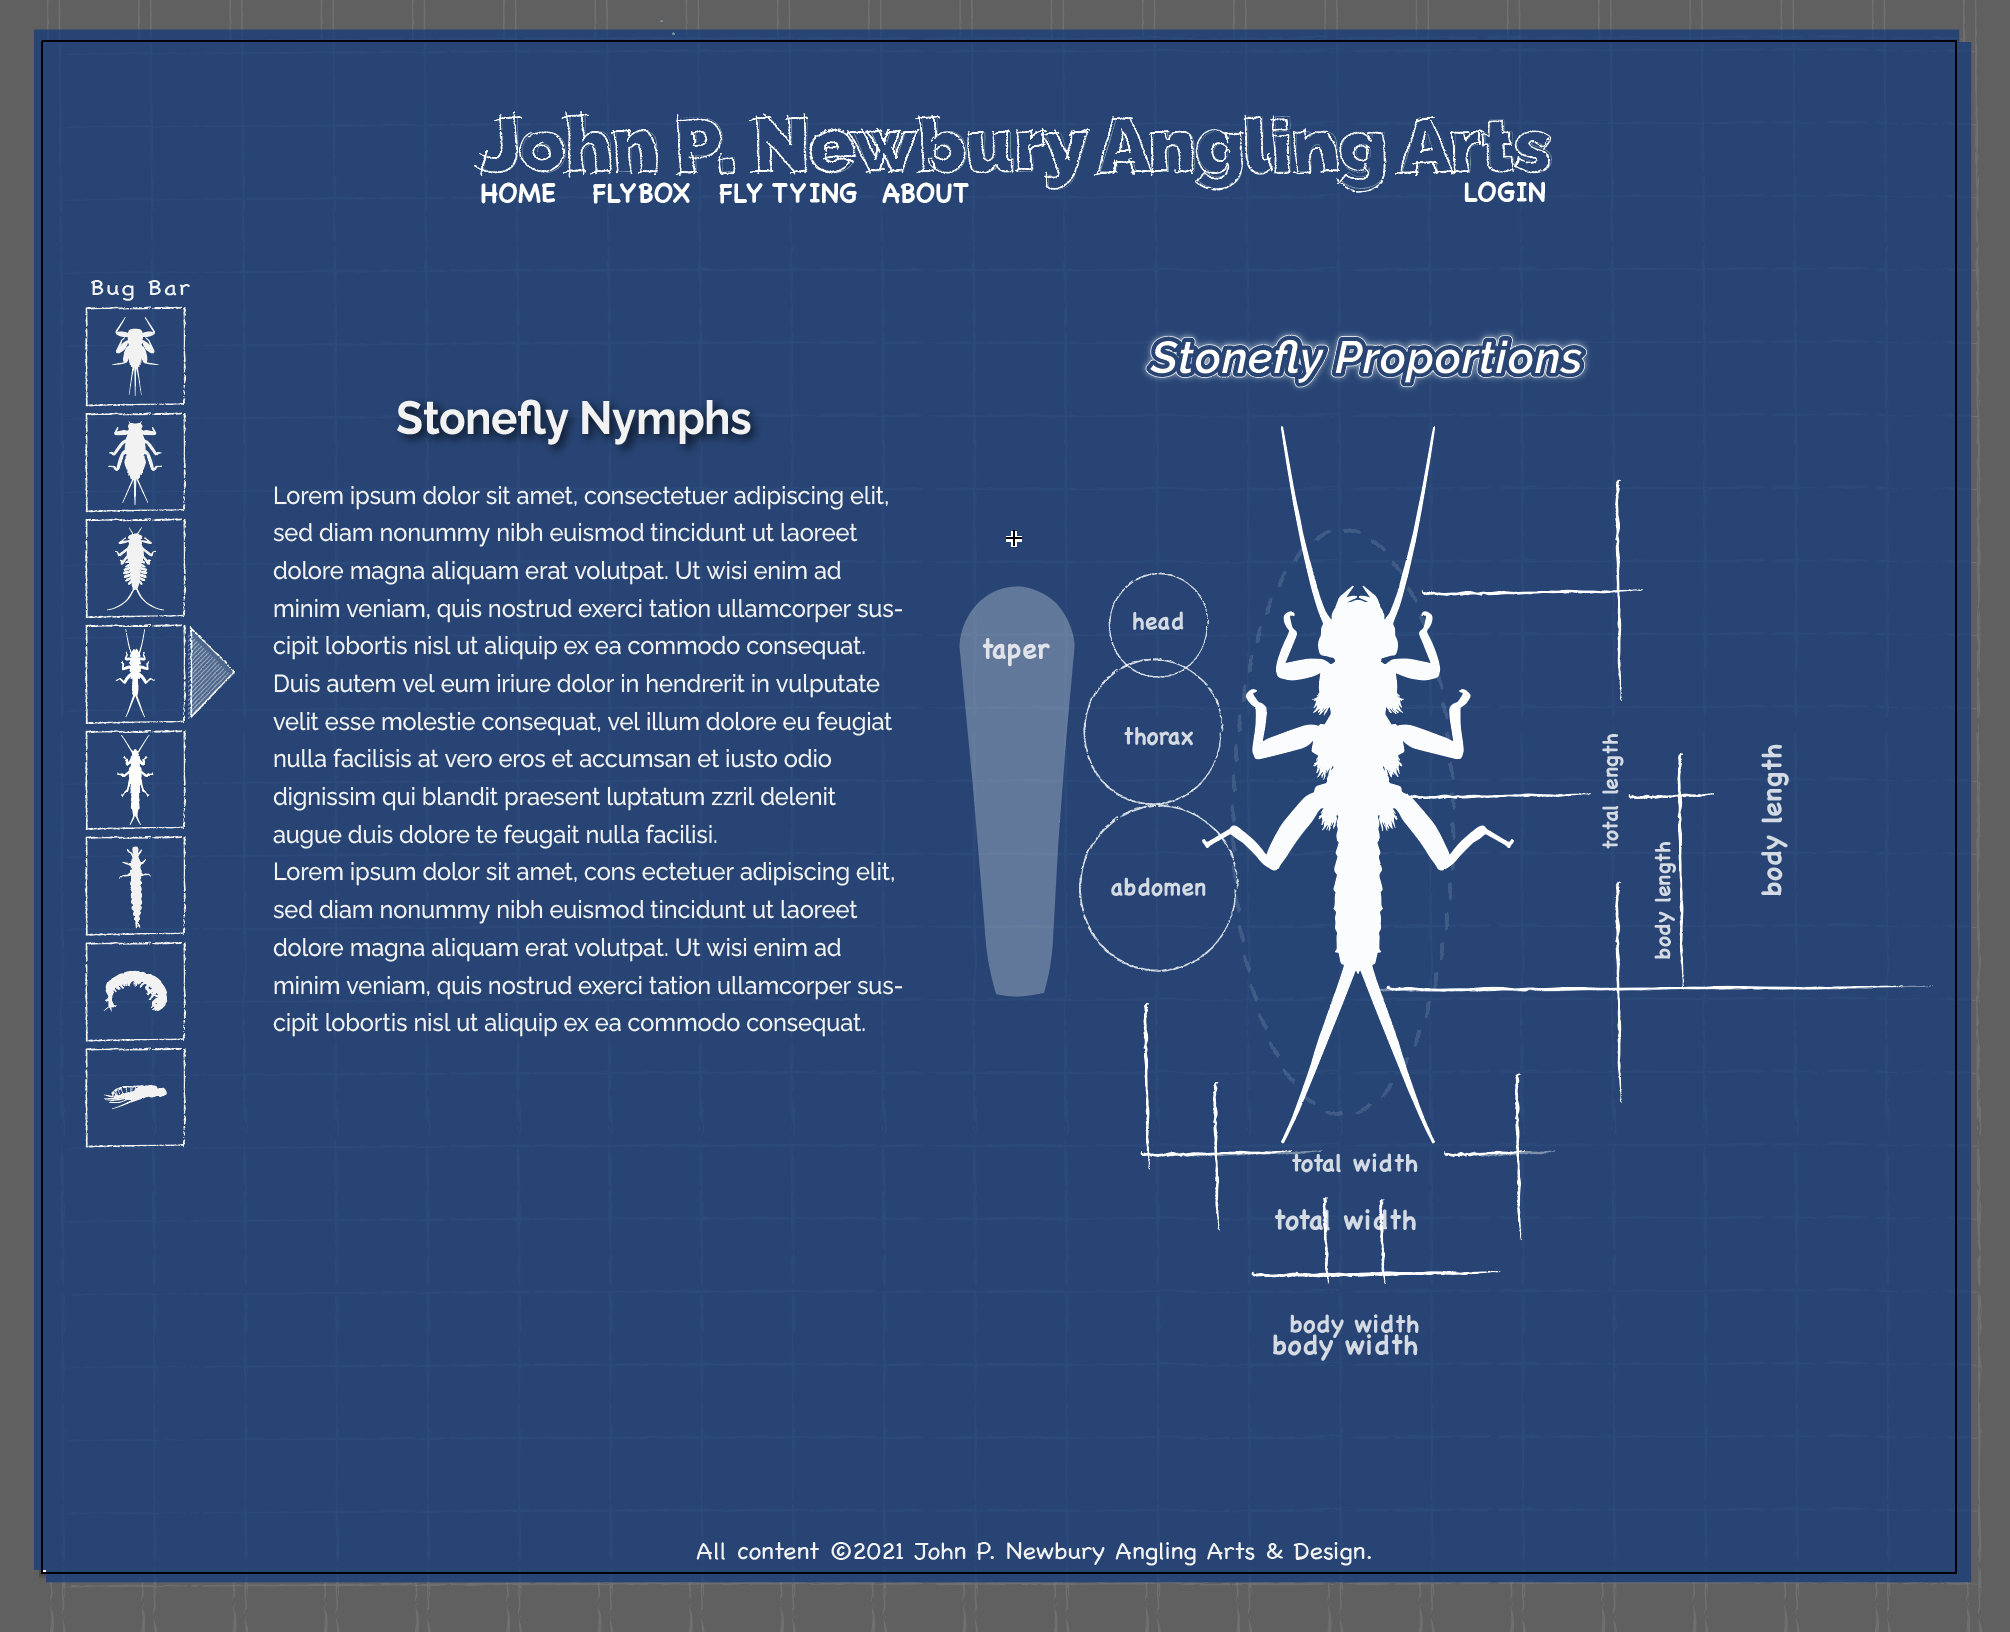 John P. Newbury Angling Arts
HOME FLYBOX FLY TYING ABOUT LOGIN
Bug Bar
Stonefly Nymphs
Lorem ipsum dolor sit amet, consectetuer adipiscing elit,
sed diam nonummy nibh euismod tincidunt ut laoreet
dolore magna aliquam erat volutpat. Ut wisi enim ad
minim veniam, quis nostrud exerci tation ullamcorper sus-
cipit lobortis nisl ut aliquip ex ea commodo consequat.
Duis autem vel eum iriure dolor in hendrerit in vulputate
velit esse molestie consequat, vel illum dolore eu feugiat
nulla facilisis at vero eros et accumsan et iusto odio
dignissim qui blandit praesent luptatum zzril delenit
augue duis dolore te feugait nulla facilisi.
Lorem ipsum dolor sit amet, cons ectetuer adipiscing elit,
sed diam nonummy nibh euismod tincidunt ut laoreet
dolore magna aliquam erat volutpat. Ut wisi enim ad
minim veniam, quis nostrud exerci tation ullamcorper sus-
cipit lobortis nisl ut aliquip ex ea commodo consequat.
Stonefly Proportions
taper
head
thorax
abdomen
total length
body length
body length
total width
total width
body width
body width
All content ©2021 John P. Newbury Angling Arts & Design.